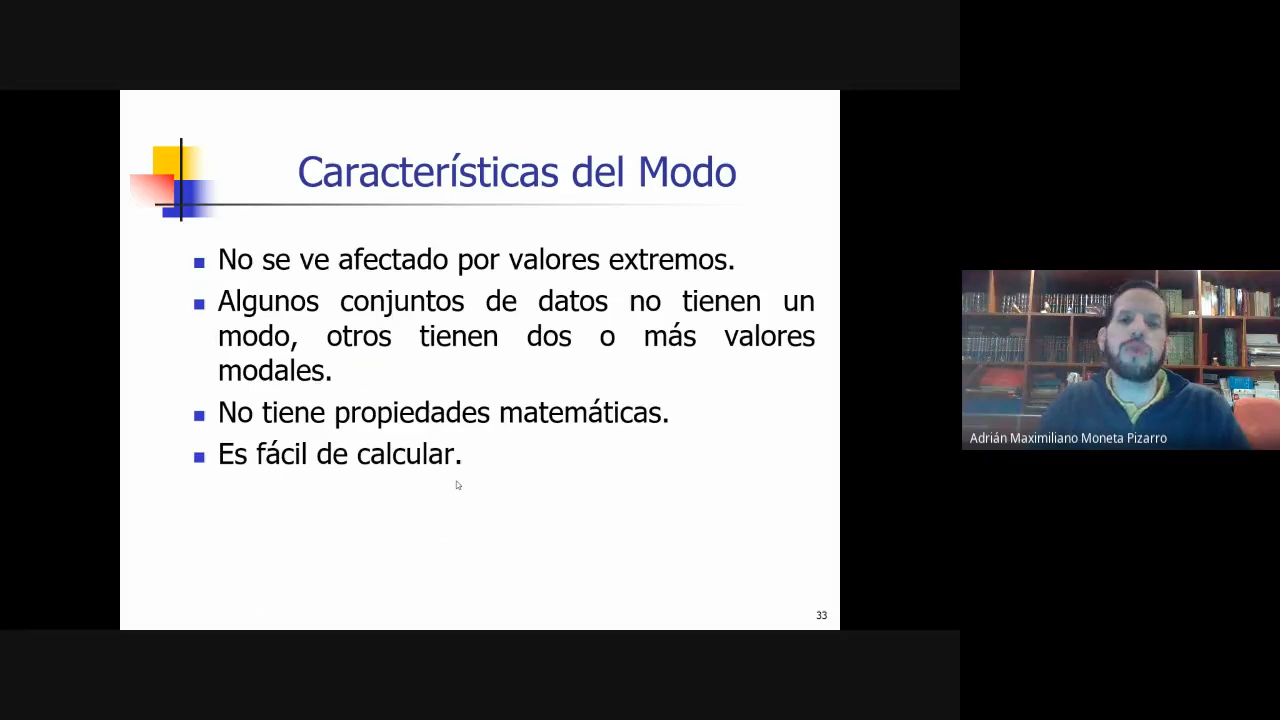 Características del Modo
No se ve afectado por valores extremos.
Algunos conjuntos de datos no tienen un
modo, otros tienen dos o más valores
modales.
No tiene propiedades matemáticas.
Es fácil de calcular.
33
Adrián Maximiliano Moneta Pizarro